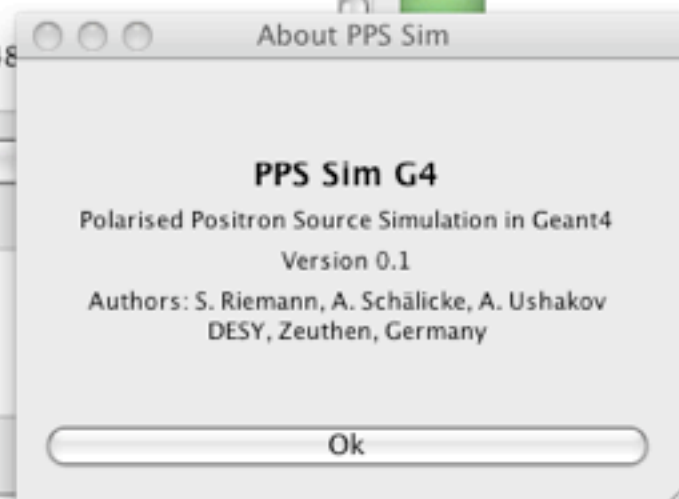 About PPS Sim
PPS Sim G4
Polarised Positron Source Simulation in Geant4
Version 0.1
Authors: S. Riemann, A. Schälicke, A. Ushakov
DESY, Zeuthen, Germany
Ok